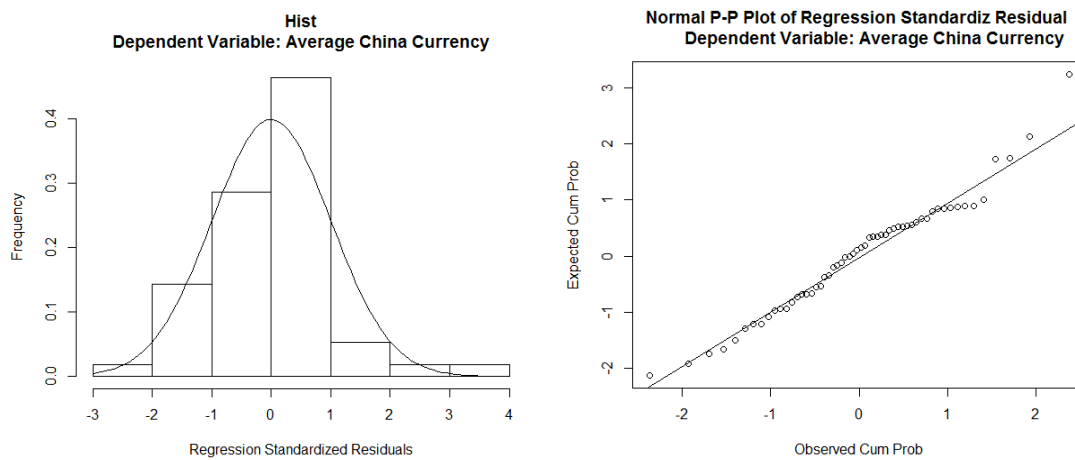 Hist
Dependent Variable: Average China Currency
Frequency
0.4
0.3
0.2
0.1
0.0
-3 -2 -1 0 1 2 3 4
Regression Standardized Residuals
Normal P-P Plot of Regression Standardiz Residual
Dependent Variable: Average China Currency
Expected Cum Prob
3
2
1
0
-1
-2
-2 -1 0 1 2
Observed Cum Prob